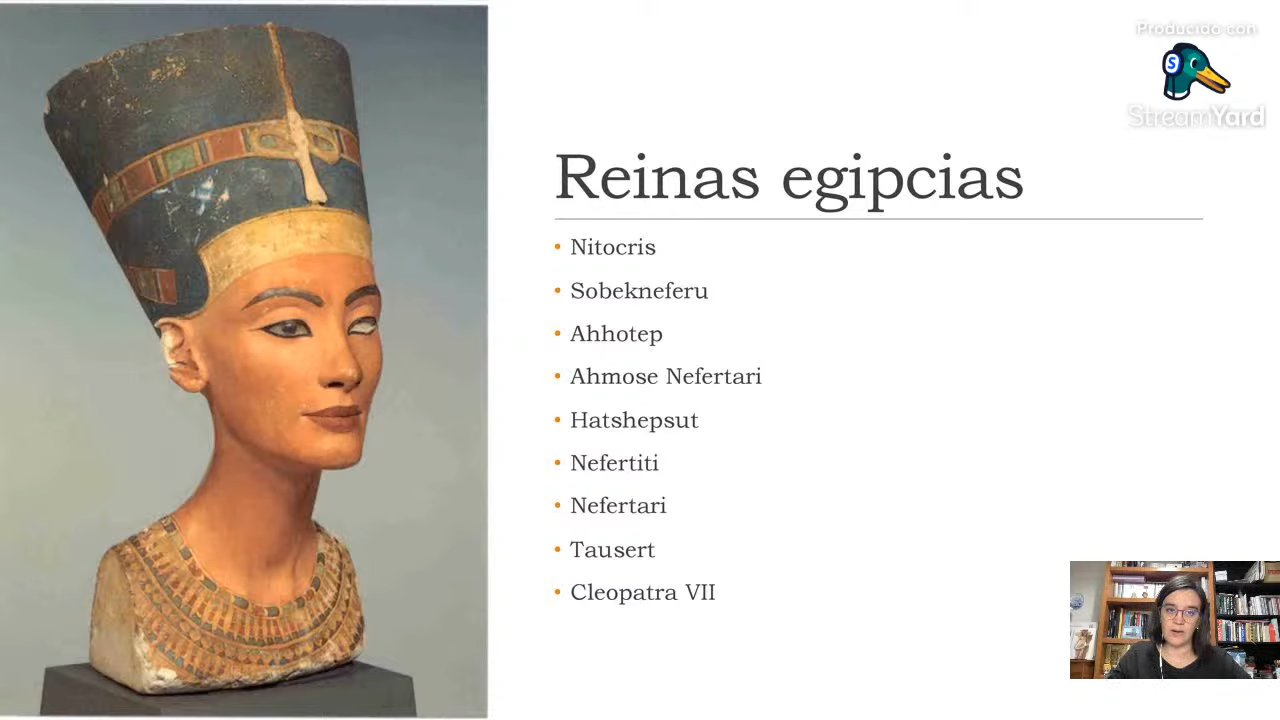 Producido con
StreamYard
Reinas egipcias
• Nitocris
• Sobekneferu
• Ahhotep
• Ahmose Nefertari
• Hatshepsut
• Nefertiti
• Nefertari
• Tausert
• Cleopatra VII